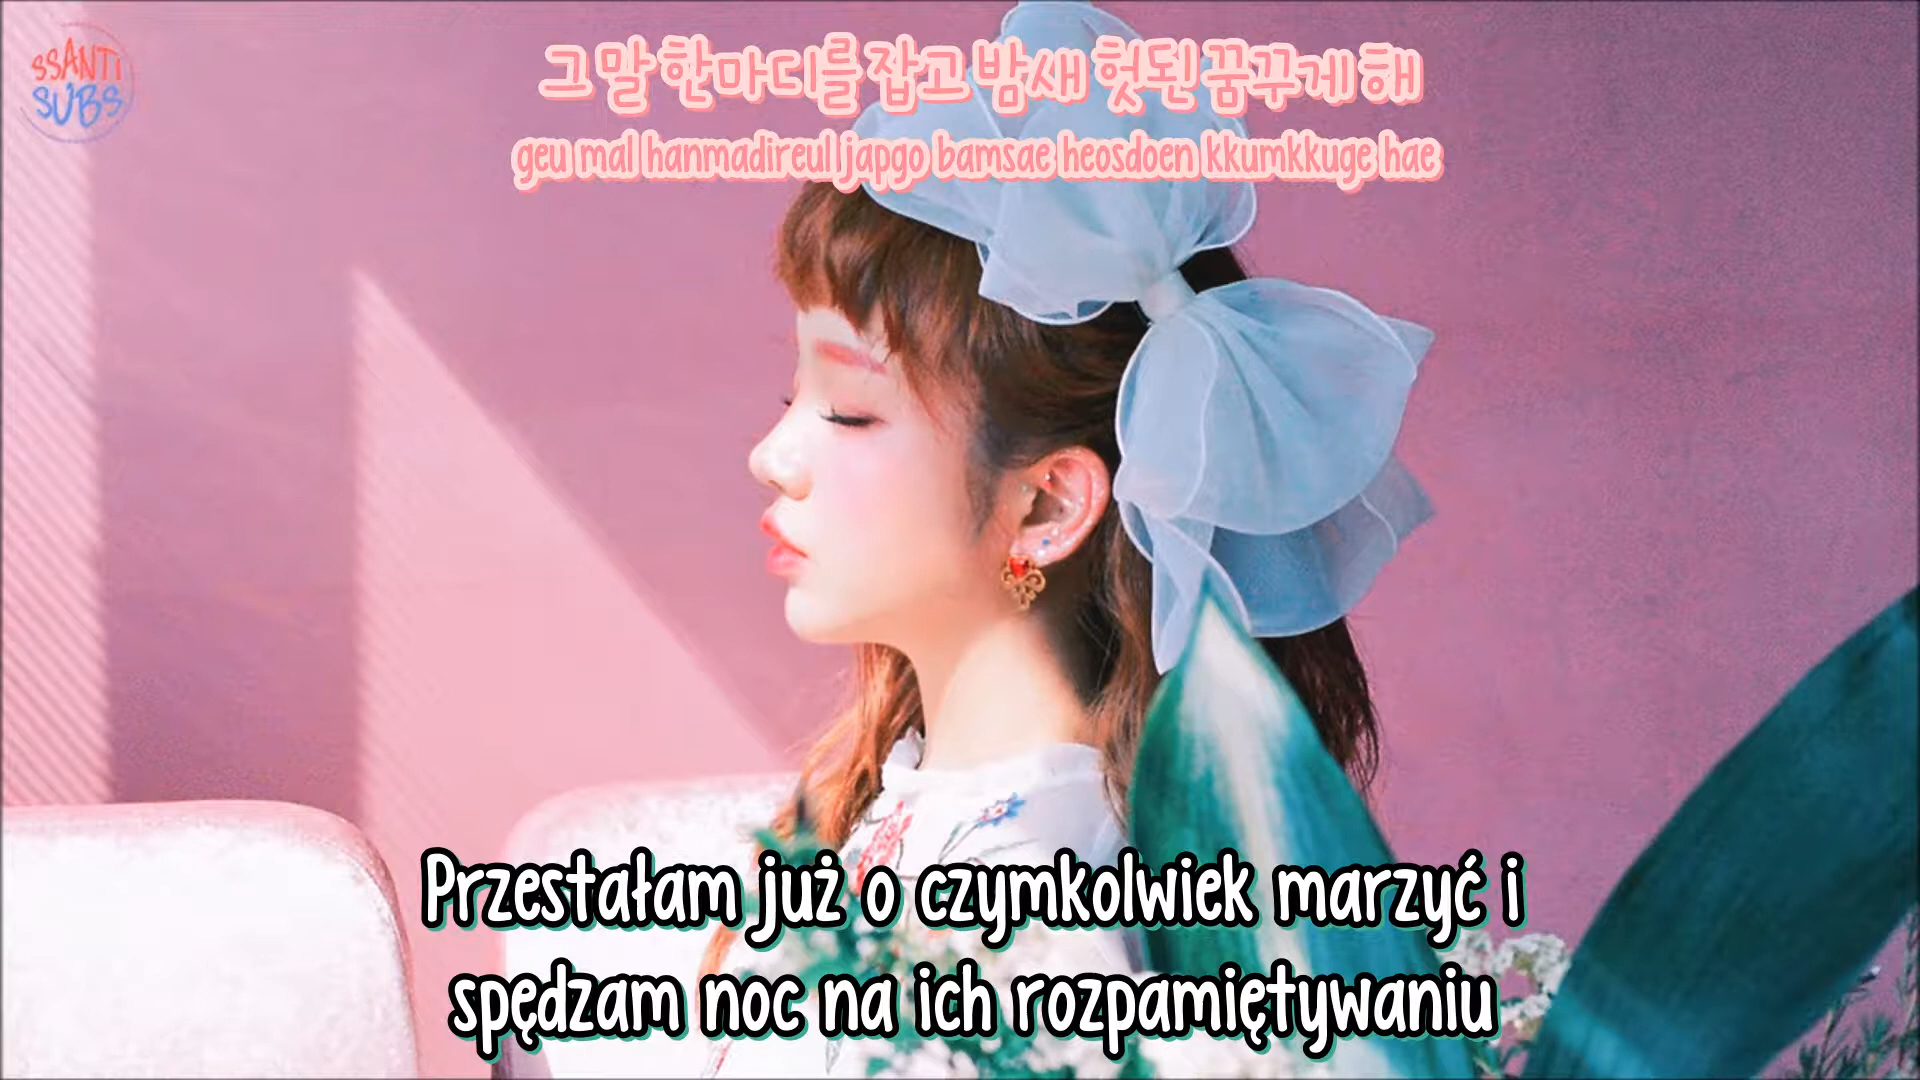 SSANTI
SUBS
그 말 한마디를 잡고 밤새 헛된 꿈꾸게 해
geu mal hanmadireul japgo bamsae heosdoen kkumkkuge hae
Przestałam już o czymkolwiek marzyć i
spędzam noc na ich rozpamiętywaniu